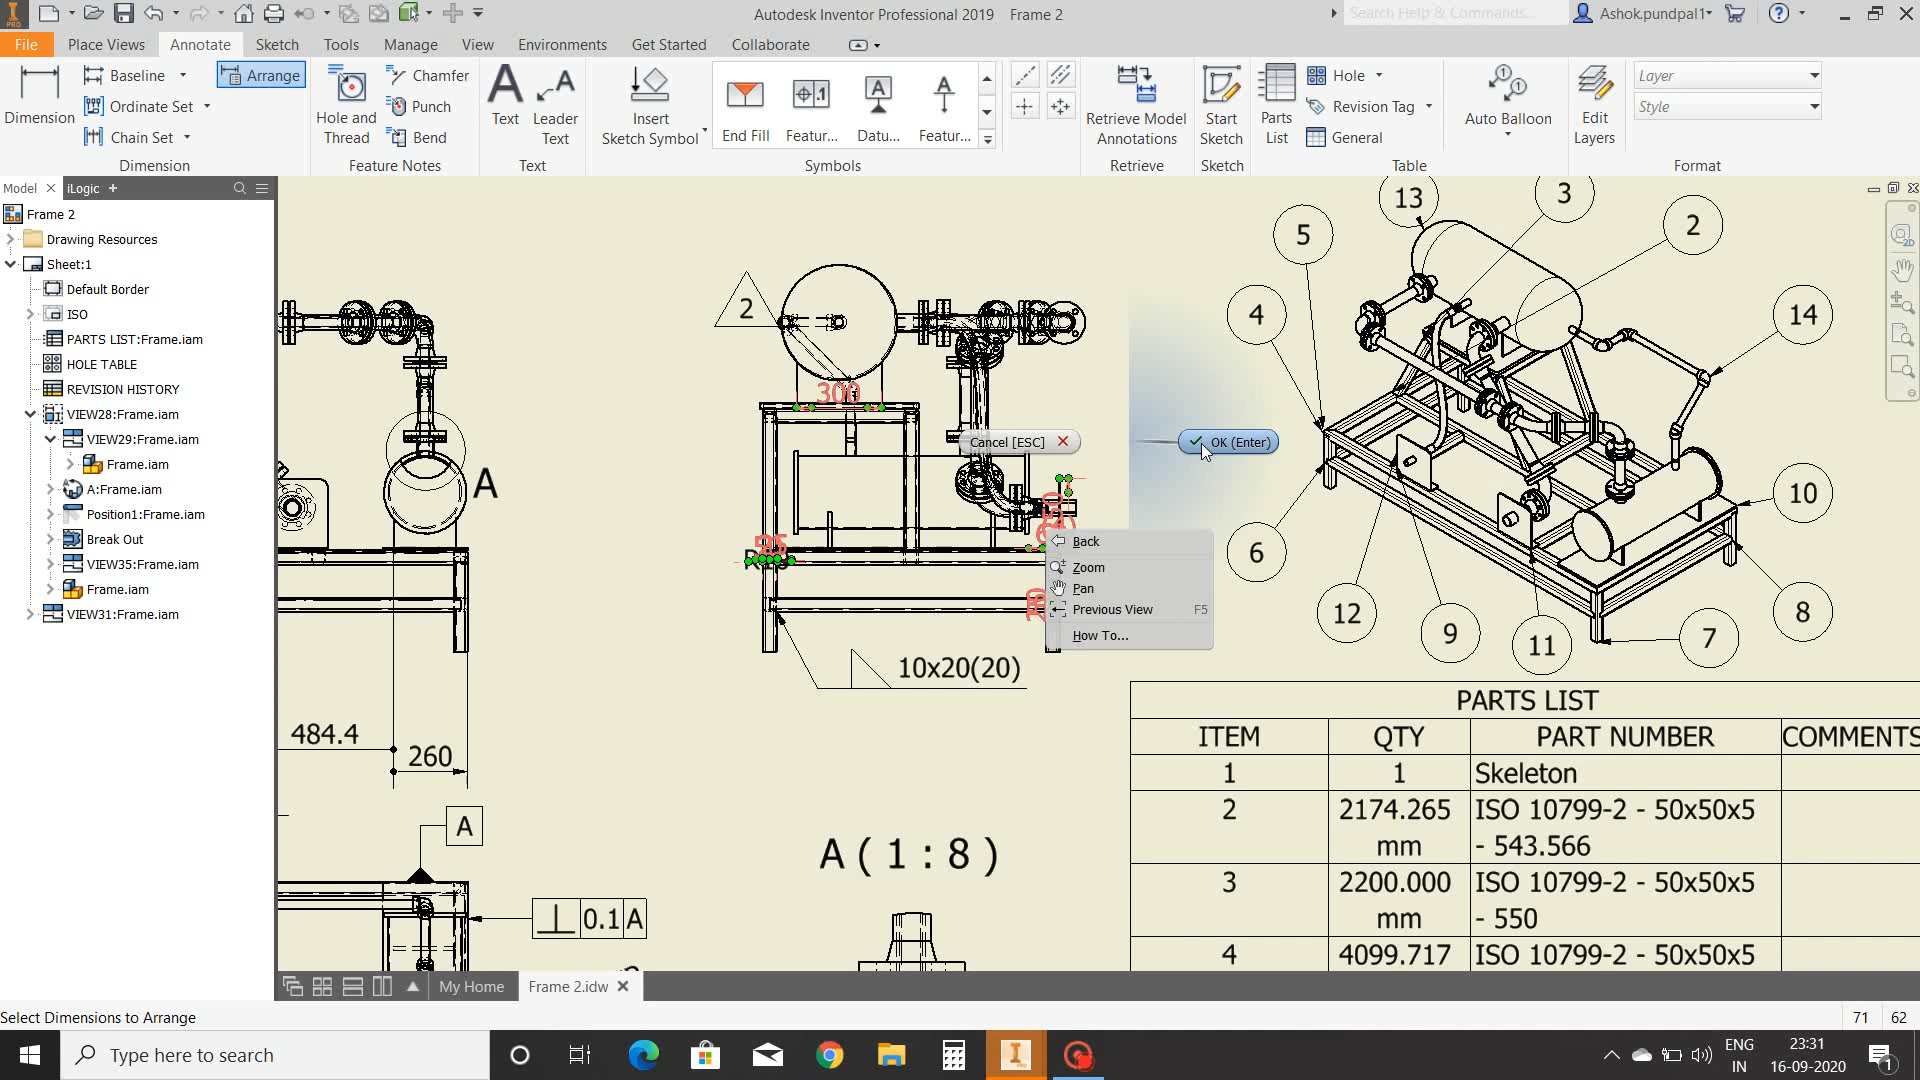 PRO
Autodesk Inventor Professional 2019 Frame 2
Search Help & Commands...
Ashok.pundpal1
File
Place Views
Annotate
Sketch
Tools
Manage
View
Environments
Get Started
Collaborate
Dimension
Baseline
Ordinate Set
Chain Set
Arrange
Dimension
Hole and
Thread
Chamfer
Punch
Bend
Feature Notes
Text
Leader
Text
Text
Insert
Sketch Symbol
End Fill
Featur...
Datu...
Featur...
Symbols
Retrieve Model
Annotations
Retrieve
Start
Sketch
Sketch
Parts
List
Hole
Revision Tag
General
Table
Auto Balloon
Edit
Layers
Layer
Style
Format
Model
iLogic
Frame 2
Drawing Resources
Sheet:1
Default Border
ISO
PARTS LIST:Frame.iam
HOLE TABLE
REVISION HISTORY
VIEW28:Frame.iam
VIEW29:Frame.iam
Frame.iam
A:Frame.iam
Position1:Frame.iam
Break Out
VIEW35:Frame.iam
Frame.iam
VIEW31:Frame.iam
A
484.4
260
A
0.1 A
2
300
10x20(20)
A ( 1 : 8 )
Cancel [ESC]
OK (Enter)
Back
Zoom
Pan
Previous View F5
How To...
13
3
2
5
4
14
10
6
12
9
11
7
8
PARTS LIST
ITEM QTY PART NUMBER COMMENTS
1 1 Skeleton
2 2174.265 ISO 10799-2 - 50x50x5
mm - 543.566
3 2200.000 ISO 10799-2 - 50x50x5
mm - 550
4 4099.717 ISO 10799-2 - 50x50x5
2D
My Home
Frame 2.idw
Select Dimensions to Arrange
71 62
Type here to search
ENG
IN
23:31
16-09-2020
1